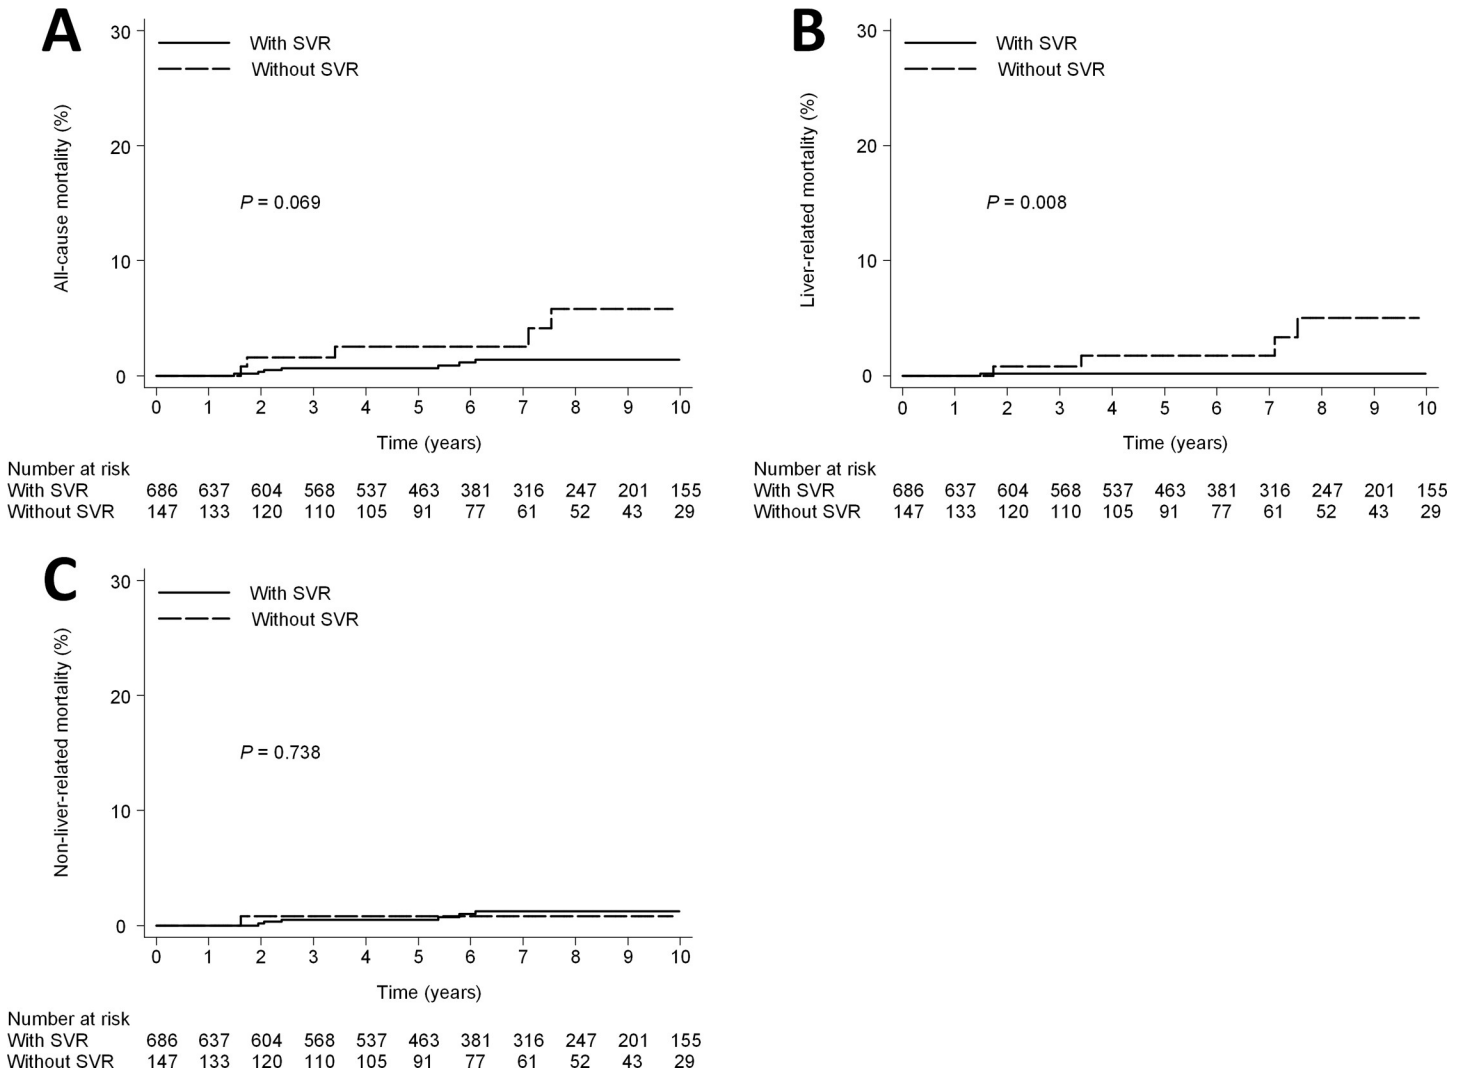 A
30
20
10
0
All-cause mortality (%)
With SVR
Without SVR
P = 0.069
0 1 2 3 4 5 6 7 8 9 10
Time (years)
Number at risk
With SVR 686 637 604 568 537 463 381 316 247 201 155
Without SVR 147 133 120 110 105 91 77 61 52 43 29
B
30
20
10
0
Liver-related mortality (%)
With SVR
Without SVR
P = 0.008
0 1 2 3 4 5 6 7 8 9 10
Time (years)
Number at risk
With SVR 686 637 604 568 537 463 381 316 247 201 155
Without SVR 147 133 120 110 105 91 77 61 52 43 29
C
30
20
10
0
Non-liver-related mortality (%)
With SVR
Without SVR
P = 0.738
0 1 2 3 4 5 6 7 8 9 10
Time (years)
Number at risk
With SVR 686 637 604 568 537 463 381 316 247 201 155
Without SVR 147 133 120 110 105 91 77 61 52 43 29